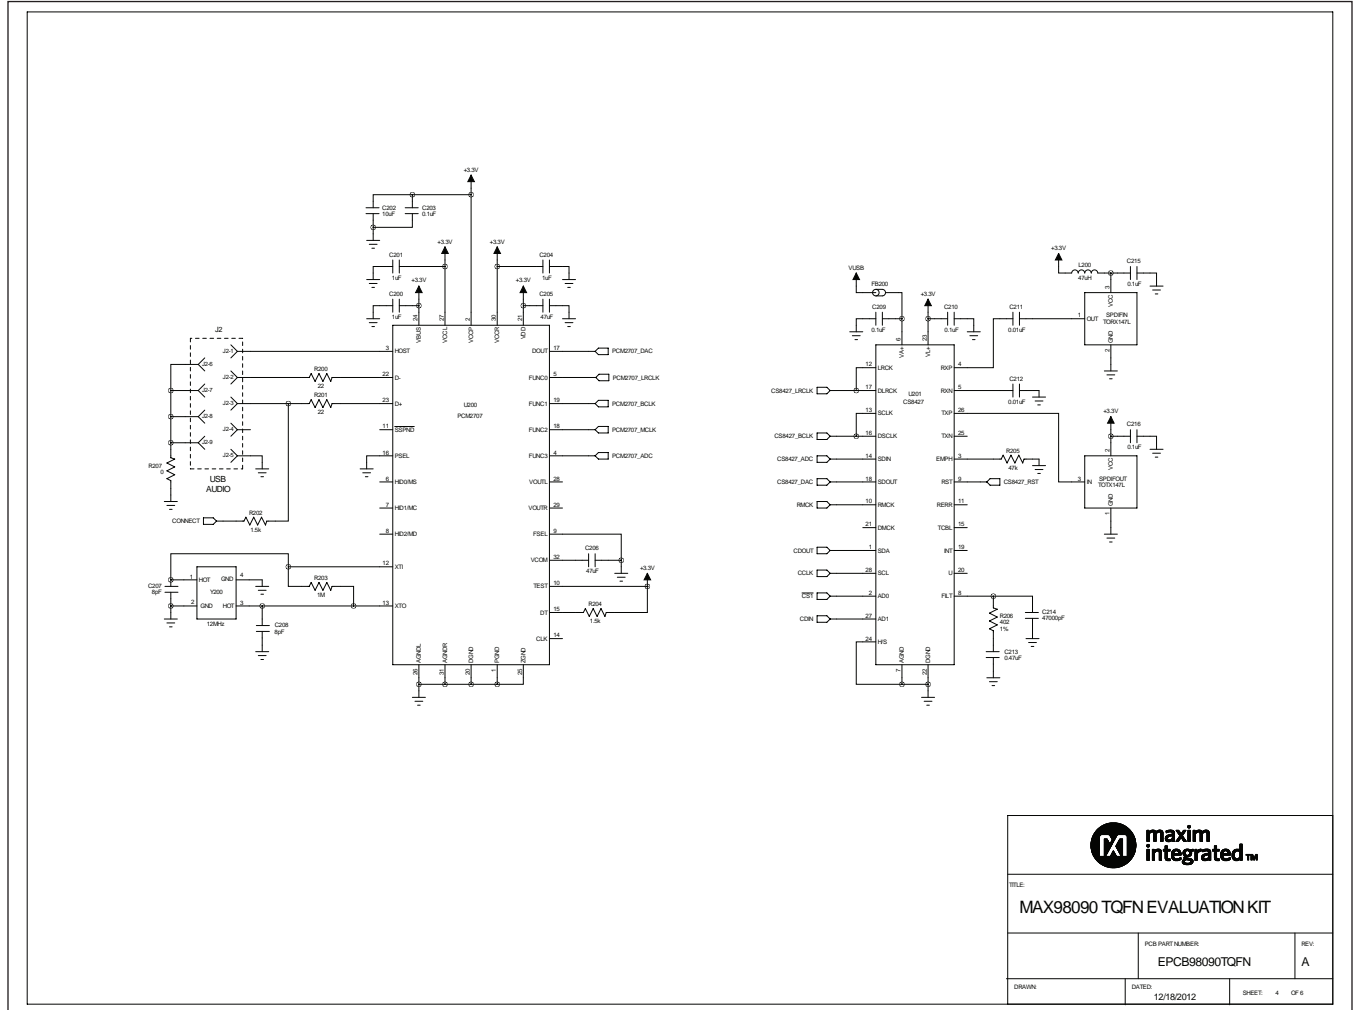 +3.3V
C202
10uF
C203
0.1uF
+3.3V
+3.3V
C201
1uF
C204
1uF
+3.3V
+3.3V
C200
1uF
C205
47uF
24
27
2
30
21
VBUS
VCCL
VCCP
VCCR
VDD
J2
J2-1
J2-6
J2-2
J2-7
J2-3
J2-8
J2-4
J2-9
J2-5
USB
AUDIO
R207
0
R200
22
R201
22
CONNECT
R202
1.5k
3 HOST
22 D-
23 D+
11 SSPND
16 PSEL
6 HID0/MS
7 HID1/MC
8 HID2/MD
12 XTI
13 XTO
U200
PCM2707
DOUT 17 PCM2707_DAC
FUNC0 5 PCM2707_LRCLK
FUNC1 19 PCM2707_BCLK
FUNC2 18 PCM2707_MCLK
FUNC3 4 PCM2707_ADC
VOUTL 28
VOUTR 29
FSEL 9
VCOM 32
TEST 10
DT 15
CLK 14
C206
47uF
+3.3V
R204
1.5k
C207
8pF
1 HOT
GND 4
Y200
2 GND
HOT 3
12MHz
R203
1M
C208
8pF
AGNDL
AGNDR
DGND
PGND
ZGND
26
31
20
1
25
VUSB
FB200
+3.3V
C209
0.1uF
C210
0.1uF
6
23
VA+
VL+
U201
CS8427
12 LRCK
CS8427_LRCLK 17 DLRCK
13 SCLK
CS8427_BCLK 16 DSCLK
CS8427_ADC 14 SDIN
CS8427_DAC 18 SDOUT
RMCK 10 RMCK
21 DMCK
CDOUT 1 SDA
CCLK 28 SCL
CST 2 AD0
CDIN 27 AD1
24 H/S
RXP 4
RXN 5
TXP 26
TXN 25
EMPH 3
RST 9 CS8427_RST
RERR 11
TCBL 15
INT 19
U 20
FILT 8
AGND
DGND
7
22
C211
0.01uF
C212
0.01uF
R205
47k
R206
402
1%
C214
47000pF
C213
0.47uF
+3.3V
L200
47uH
C215
0.1uF
3
VCC
1 OUT
SPDIFIN
TORX147L
GND
2
+3.3V
C216
0.1uF
2
VCC
3 IN
SPDIFOUT
TOTX147L
GND
1
maxim
integrated™
TITLE:
MAX98090 TQFN EVALUATION KIT
PCB PART NUMBER:
EPCB98090TQFN
REV:
A
DRAWN:
DATED:
12/18/2012
SHEET: 4 OF 6